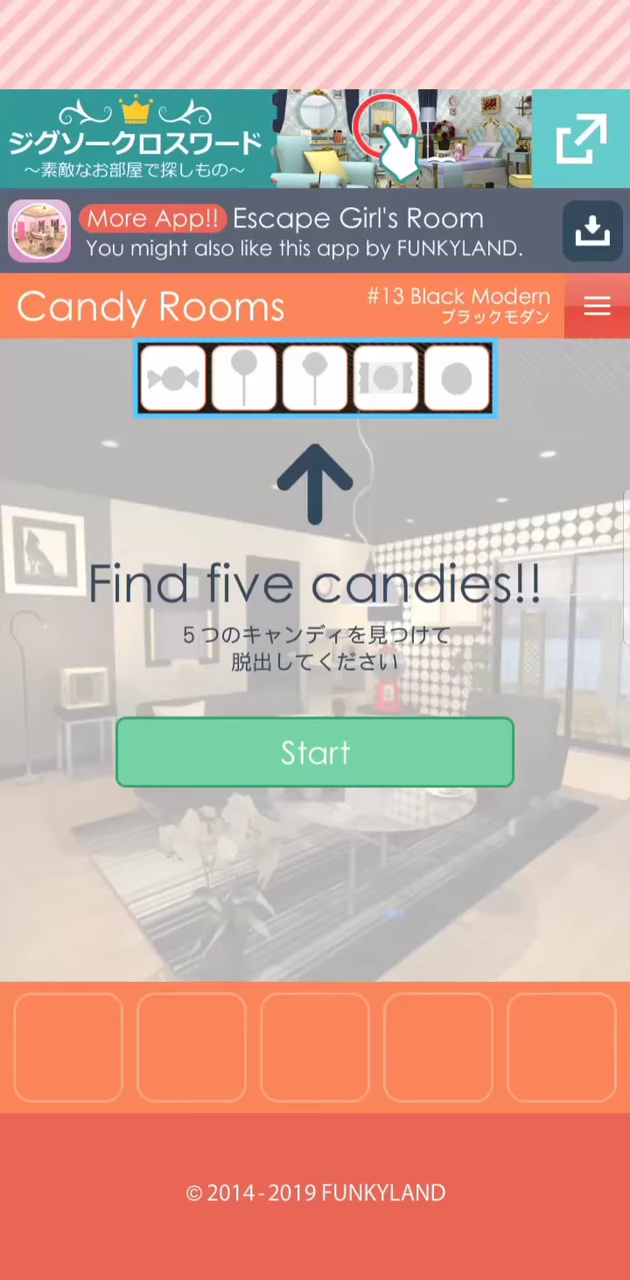 ジグソークロスワード
～素敵なお部屋で探しもの～
More App!! Escape Girl's Room
You might also like this app by FUNKYLAND.
Candy Rooms
#13 Black Modern
ブラックモダン
Find five candies!!
５つのキャンディを見つけて
脱出してください
Start
© 2014 - 2019 FUNKYLAND